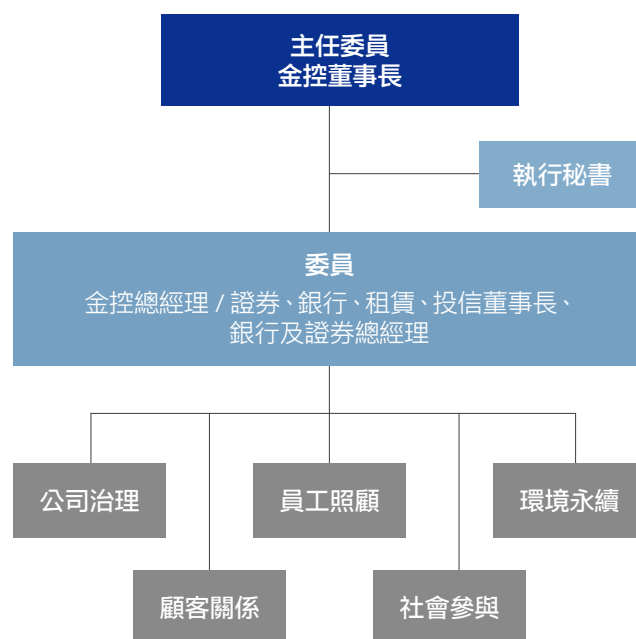 主任委員
金控董事長
執行秘書
委員
金控總經理 / 證券、銀行、租賃、投信董事長、
銀行及證券總經理
公司治理
員工照顧
環境永續
顧客關係
社會參與